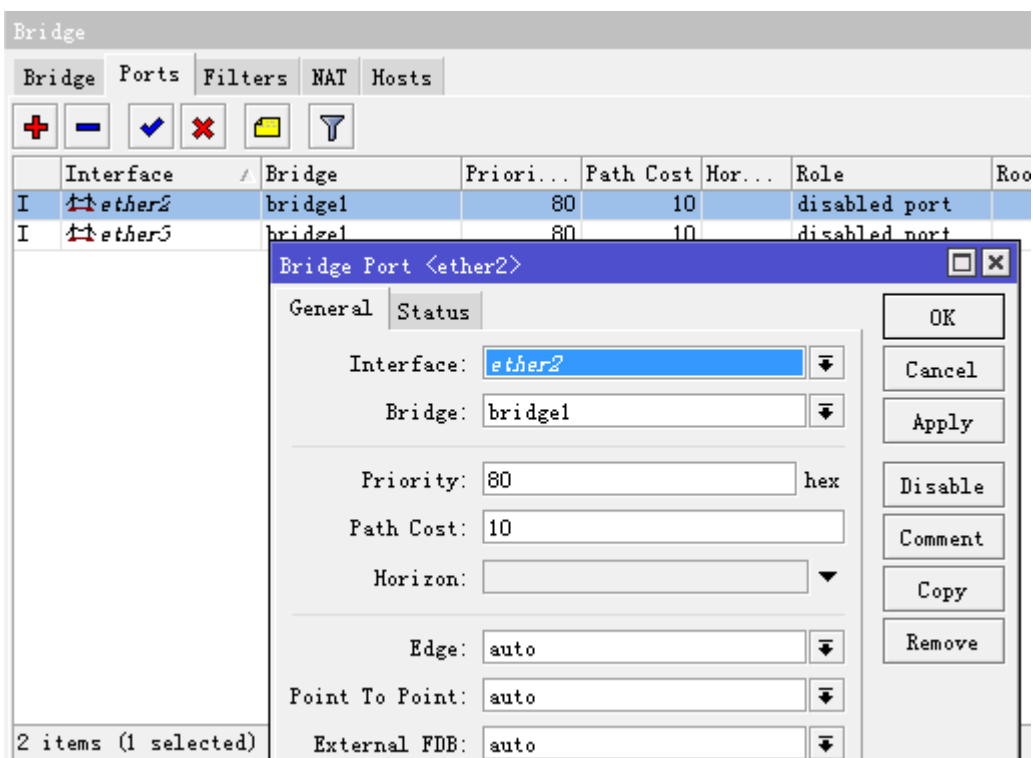 Bridge
Bridge Ports Filters NAT Hosts
Interface Bridge Priori... Path Cost Hor... Role Roo
I ether2 bridge1 80 10 disabled port
I ether5 bridge1 80 10 disabled port
Bridge Port <ether2>
General Status
OK
Interface: ether2
Cancel
Bridge: bridge1
Apply
Priority: 80 hex
Disable
Path Cost: 10
Comment
Horizon:
Copy
Edge: auto
Remove
Point To Point: auto
External FDB: auto
2 items (1 selected)